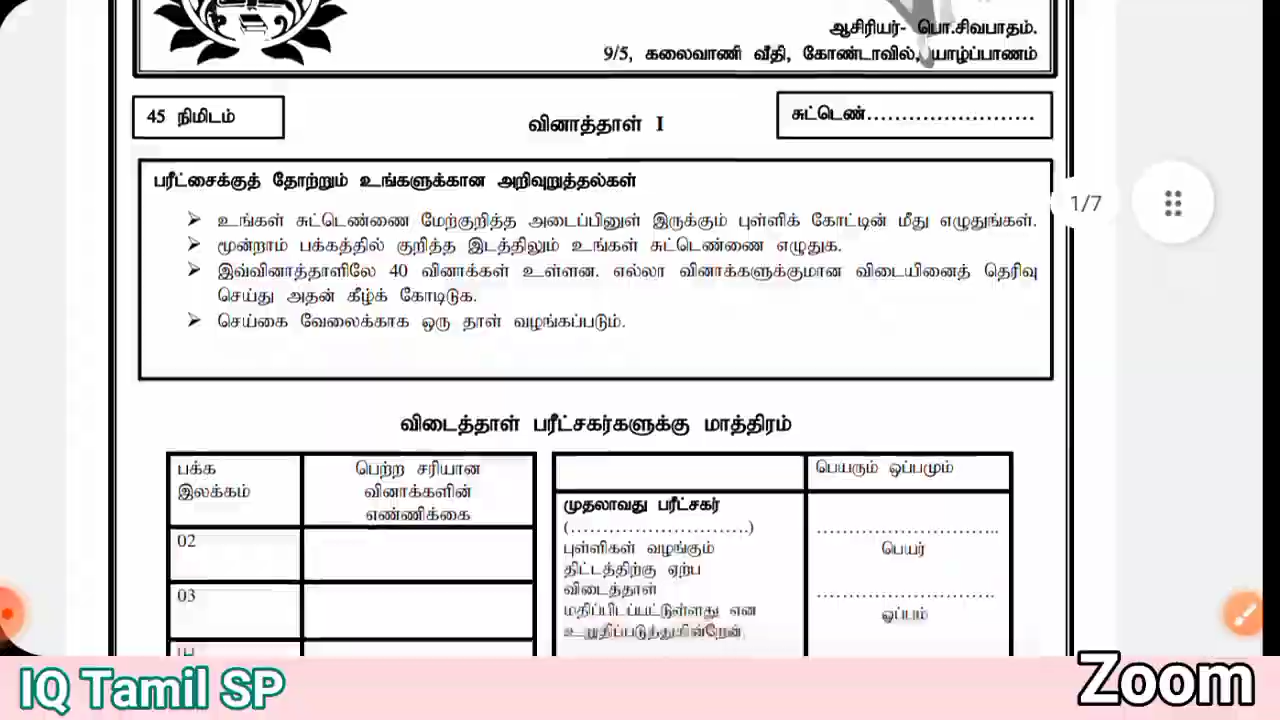 ஆசிரியர்- பொ.சிவபாதம்.
9/5, கலைவாணி வீதி, கோண்டாவில், யாழ்ப்பாணம்
45 நிமிடம்
வினாத்தாள் I
சுட்டெண்........................
பரீட்சைக்குத் தோற்றும் உங்களுக்கான அறிவுறுத்தல்கள்
➢ உங்கள் சுட்டெண்ணை மேற்குறித்த அடைப்பினுள் இருக்கும் புள்ளிக் கோட்டின் மீது எழுதுங்கள்.
➢ மூன்றாம் பக்கத்தில் குறித்த இடத்திலும் உங்கள் சுட்டெண்ணை எழுதுக.
➢ இவ்வினாத்தாளிலே 40 வினாக்கள் உள்ளன. எல்லா வினாக்களுக்குமான விடையினைத் தெரிவு
செய்து அதன் கீழ்க் கோடிடுக.
➢ செய்கை வேலைக்காக ஒரு தாள் வழங்கப்படும்.
1/7
விடைத்தாள் பரீட்சகர்களுக்கு மாத்திரம்
பக்க
இலக்கம்
பெற்ற சரியான
வினாக்களின்
எண்ணிக்கை
02
03
பெயரும் ஒப்பமும்
முதலாவது பரீட்சகர்
(.........................)
புள்ளிகள் வழங்கும்
திட்டத்திற்கு ஏற்ப
விடைத்தாள்
மதிப்பிடப்பட்டுள்ளது என
உறுதிப்படுத்துகின்றேன்
.........................
பெயர்
.........................
ஒப்பம்
IQ Tamil SP
Zoom